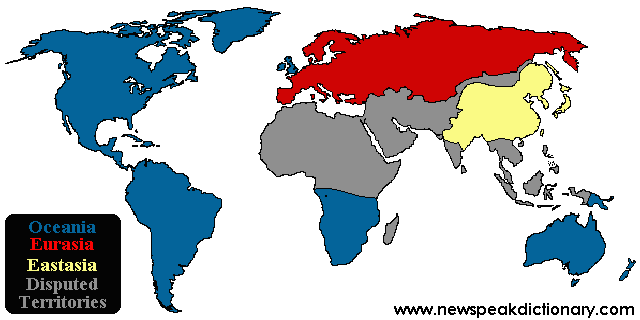 Oceania
Eurasia
Eastasia
Disputed
Territories
www.newspeakdictionary.com